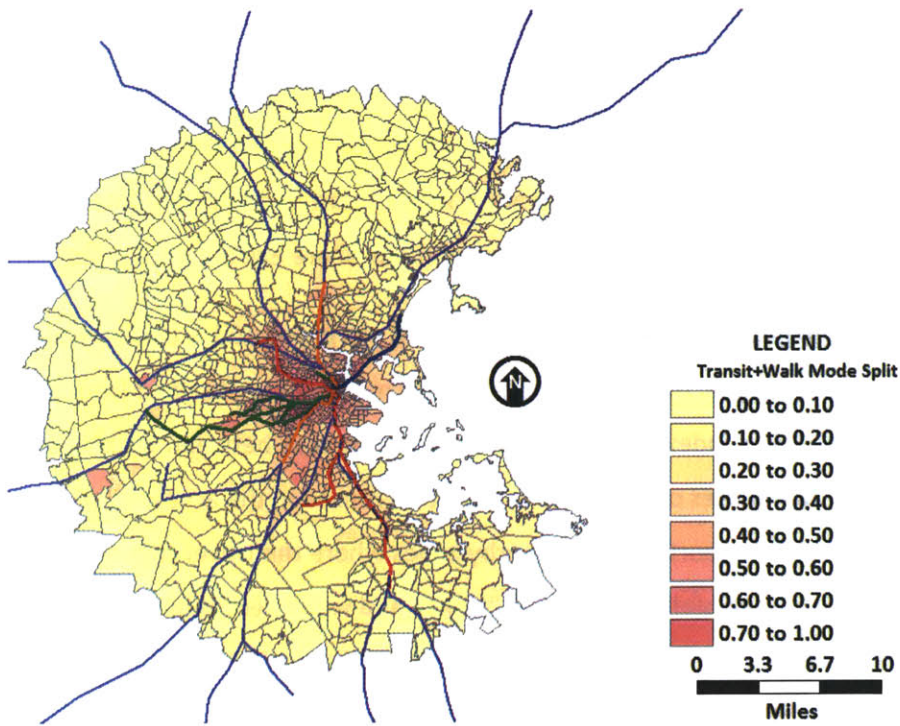 N
LEGEND
Transit+Walk Mode Split
0.00 to 0.10
0.10 to 0.20
0.20 to 0.30
0.30 to 0.40
0.40 to 0.50
0.50 to 0.60
0.60 to 0.70
0.70 to 1.00
0 3.3 6.7 10
Miles